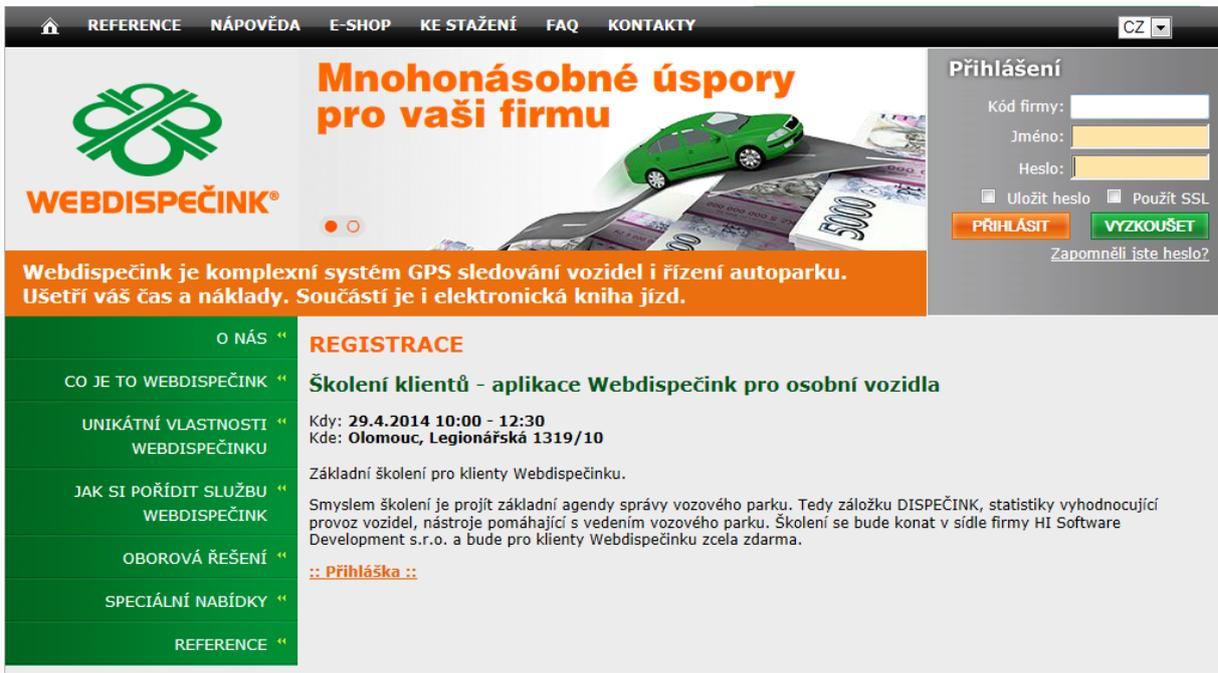 REFERENCE NÁPOVĚDA E-SHOP KE STAŽENÍ FAQ KONTAKTY CZ
WEBDISPEČINK®
Mnohonásobné úspory
pro vaši firmu
5000
Přihlášení
Kód firmy:
Jméno:
Heslo:
Uložit heslo Použít SSL
PŘIHLÁSIT VYZKOUŠET
Zapomněli jste heslo?
Webdispečink je komplexní systém GPS sledování vozidel i řízení autoparku.
Ušetří váš čas a náklady. Součástí je i elektronická kniha jízd.
O NÁS
CO JE TO WEBDISPEČINK
UNIKÁTNÍ VLASTNOSTI
WEBDISPEČINKU
JAK SI POŘÍDIT SLUŽBU
WEBDISPEČINK
OBOROVÁ ŘEŠENÍ
SPECIÁLNÍ NABÍDKY
REFERENCE
REGISTRACE
Školení klientů - aplikace Webdispečink pro osobní vozidla
Kdy: 29.4.2014 10:00 - 12:30
Kde: Olomouc, Legionářská 1319/10
Základní školení pro klienty Webdispečinku.
Smyslem školení je projít základní agendy správy vozového parku. Tedy záložku DISPEČINK, statistiky vyhodnocující
provoz vozidel, nástroje pomáhající s vedením vozového parku. Školení se bude konat v sídle firmy HI Software
Development s.r.o. a bude pro klienty Webdispečinku zcela zdarma.
:: Přihláška ::